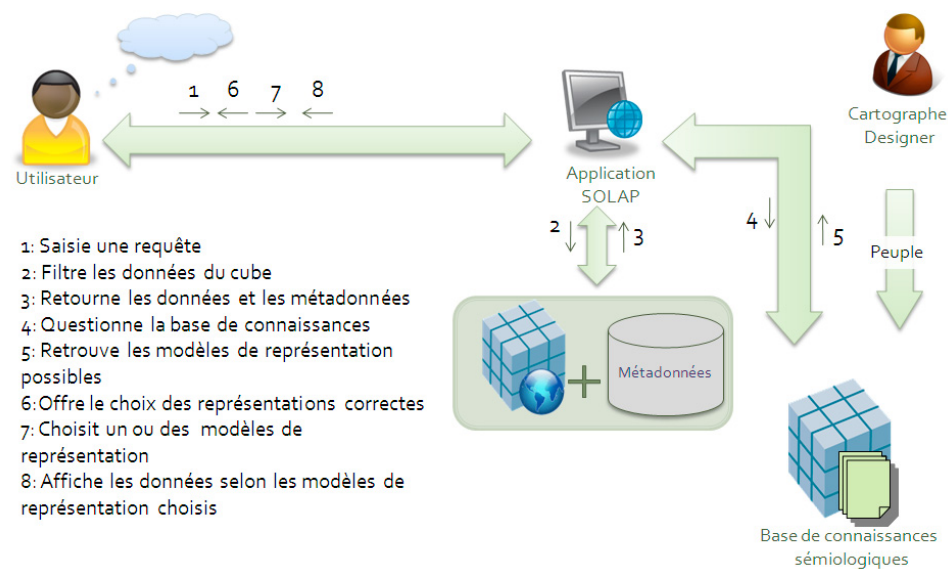 1 6 7 8
Utilisateur
Application
SOLAP
Cartographe
Designer
2 3
4 5
Peuple
1: Saisie une requête
2: Filtre les données du cube
3: Retourne les données et les métadonnées
4: Questionne la base de connaissances
5: Retrouve les modèles de représentation
possibles
6:Offre le choix des représentations correctes
7: Choisit un ou des modèles de
représentation
8: Affiche les données selon les modèles de
représentation choisis
Métadonnées
Base de connaissances
sémiologiques